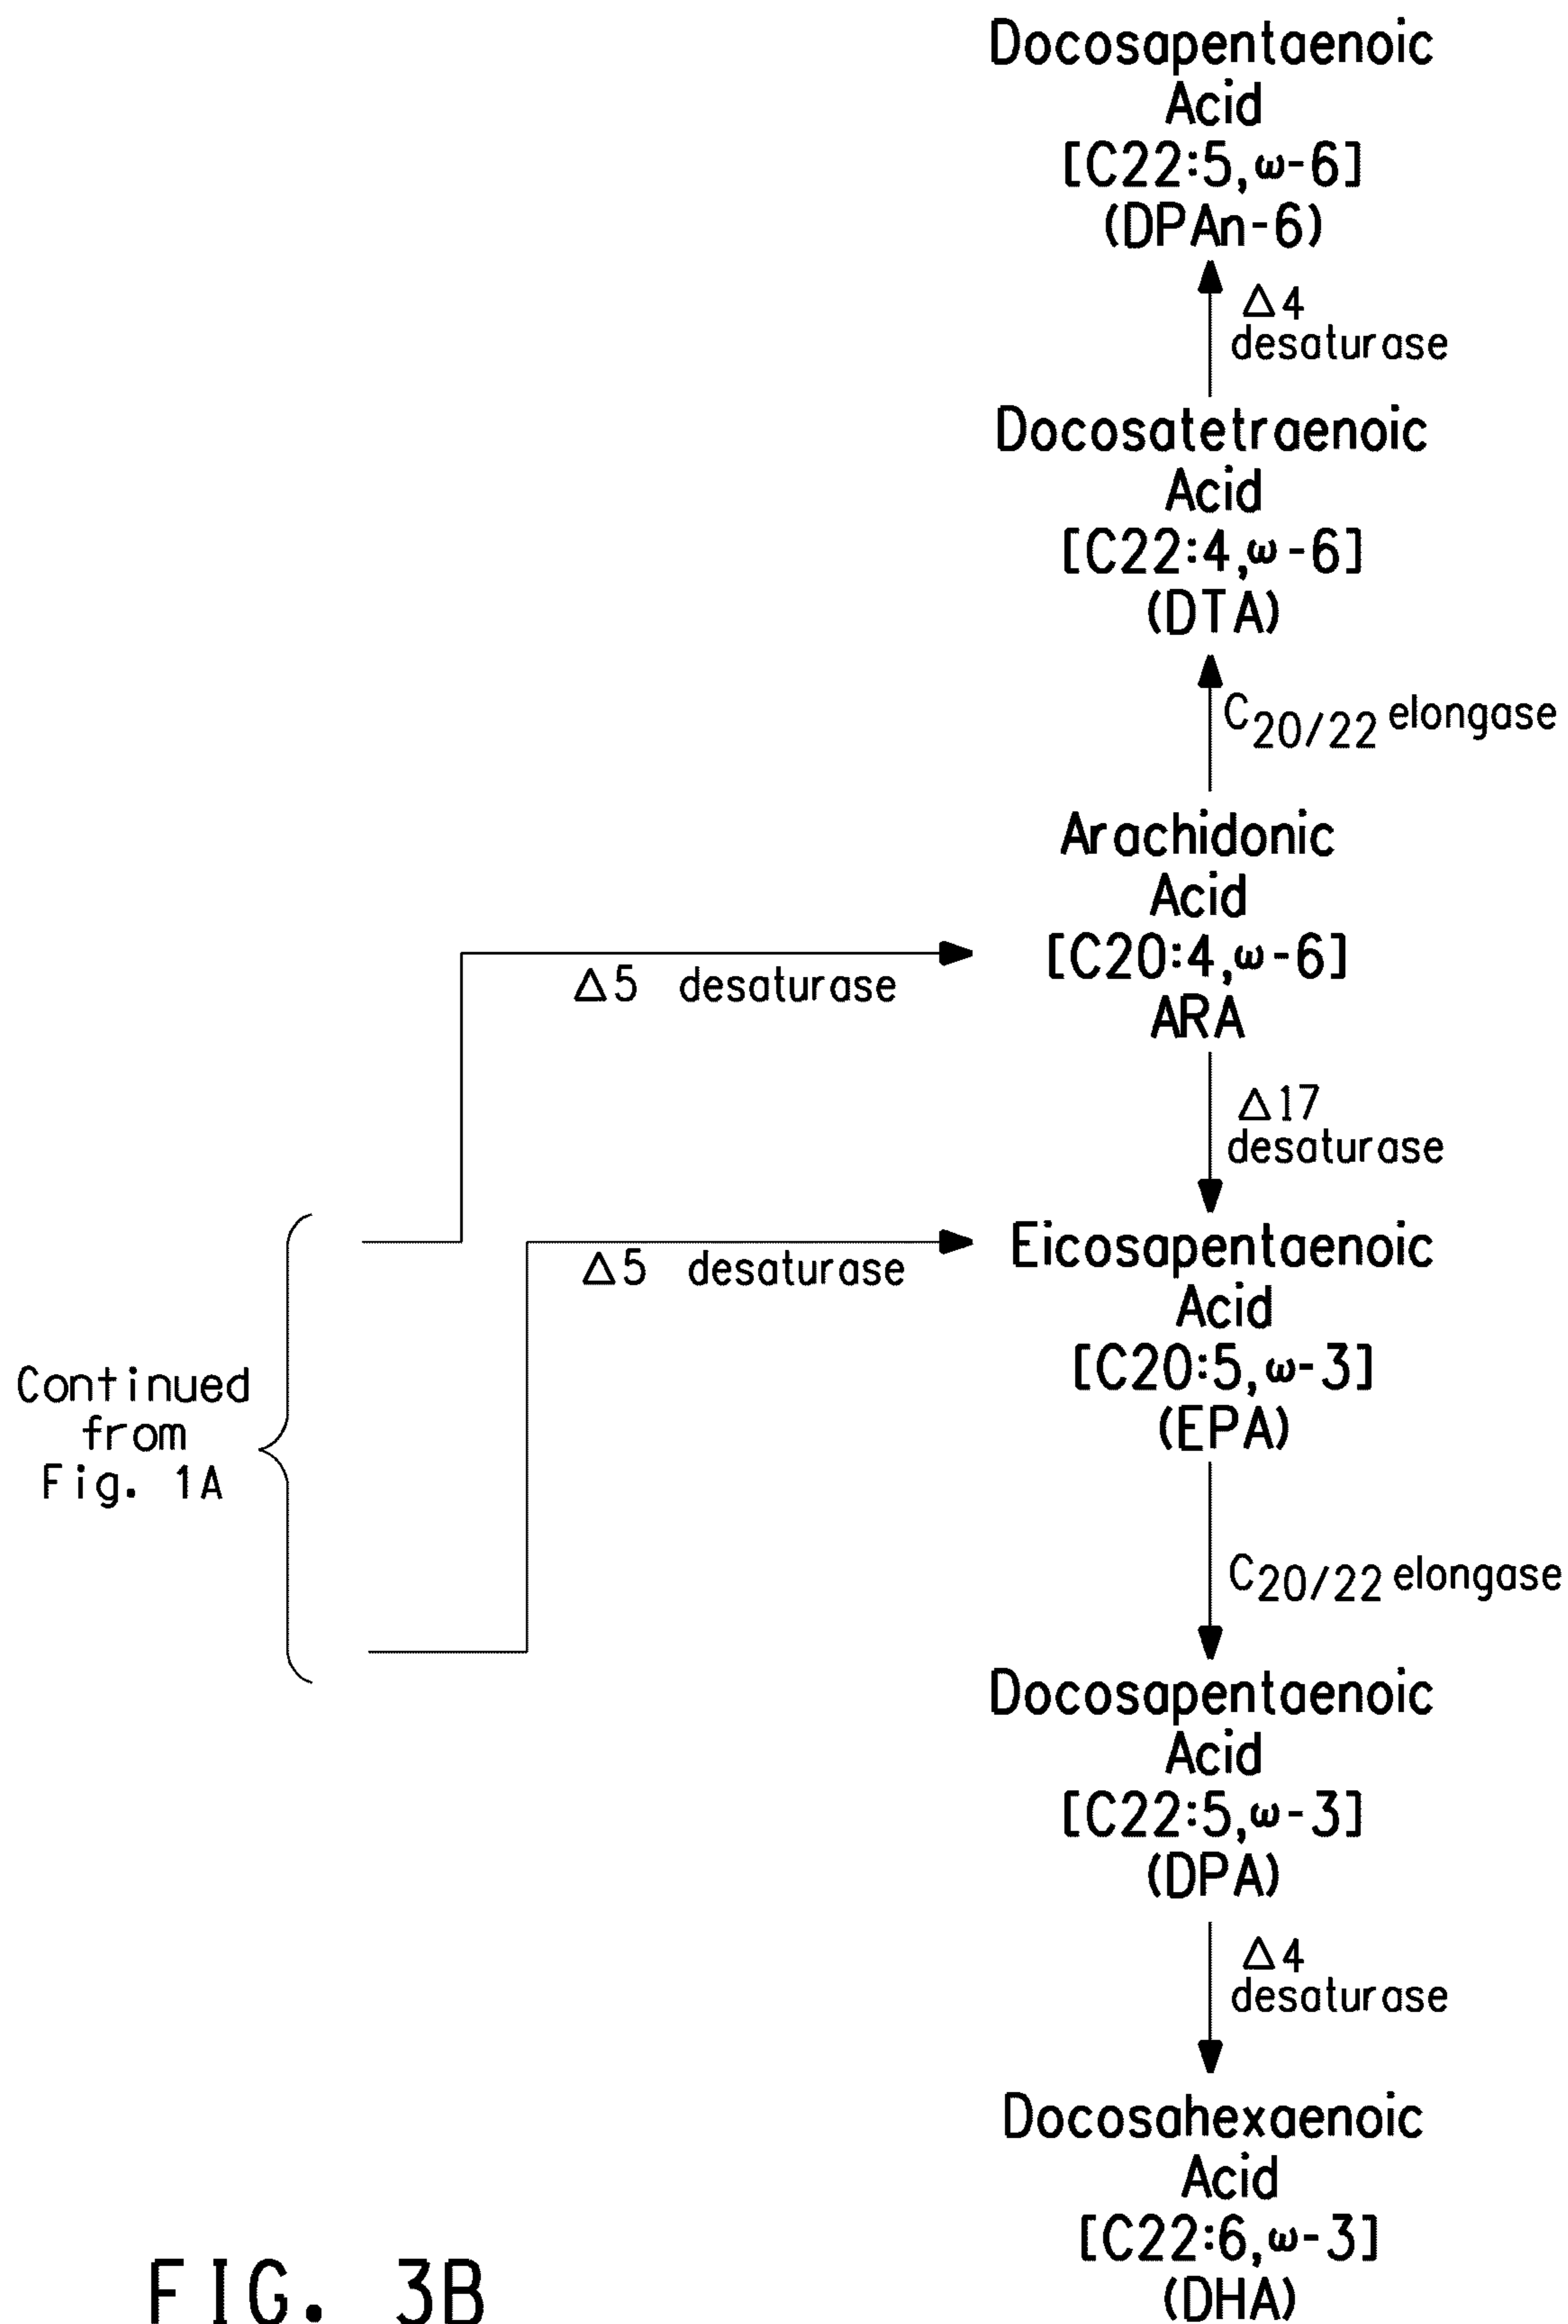 Docosapentaenoic
Acid
[C22:5,ω-6]
(DPAn-6)
Δ4
desaturase
Docosatetraenoic
Acid
[C22:4,ω-6]
(DTA)
C20/22 elongase
Arachidonic
Acid
[C20:4,ω-6]
ARA
Δ5 desaturase
Δ17
desaturase
Eicosapentaenoic
Acid
[C20:5,ω-3]
(EPA)
Δ5 desaturase
Continued
from
Fig. 1A
C20/22 elongase
Docosapentaenoic
Acid
[C22:5,ω-3]
(DPA)
Δ4
desaturase
Docosahexaenoic
Acid
[C22:6,ω-3]
(DHA)
FIG. 3B